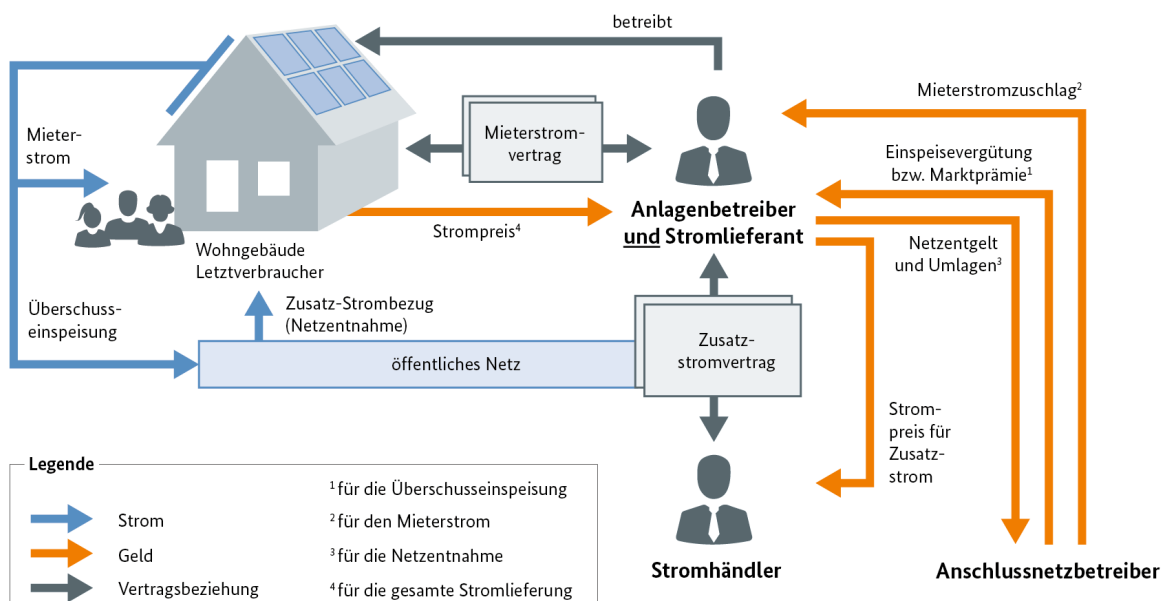 betreibt
Mieterstromzuschlag²
Mieter-
strom
Mieterstrom-
vertrag
Einspeisevergütung
bzw. Marktprämie¹
Strompreis⁴
Anlagenbetreiber
und Stromlieferant
Netzentgelt
und Umlagen³
Wohngebäude
Letztverbraucher
Überschuss-
einspeisung
Zusatz-Strombezug
(Netzentnahme)
öffentliches Netz
Zusatz-
stromvertrag
Strom-
preis für
Zusatz-
strom
Stromhändler
Anschlussnetzbetreiber
Legende
Strom
Geld
Vertragsbeziehung
¹ für die Überschusseinspeisung
² für den Mieterstrom
³ für die Netzentnahme
⁴ für die gesamte Stromlieferung